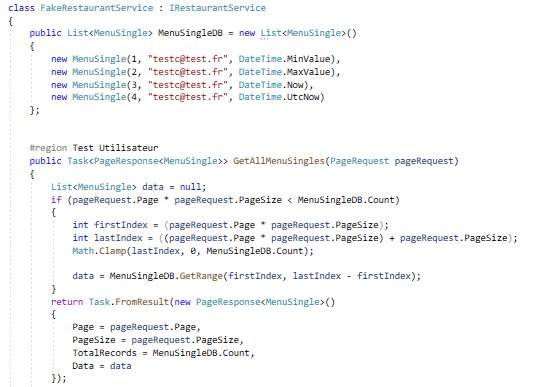 class FakeRestaurantService : IRestaurantService
{
public List<MenuSingle> MenuSingleDB = new List<MenuSingle>()
{
new MenuSingle(1, "testc@test.fr", DateTime.MinValue),
new MenuSingle(2, "testc@test.fr", DateTime.MaxValue),
new MenuSingle(3, "testc@test.fr", DateTime.Now),
new MenuSingle(4, "testc@test.fr", DateTime.UtcNow)
};
#region Test Utilisateur
public Task<PageResponse<MenuSingle>> GetAllMenuSingles(PageRequest pageRequest)
{
List<MenuSingle> data = null;
if (pageRequest.Page * pageRequest.PageSize < MenuSingleDB.Count)
{
int firstIndex = (pageRequest.Page * pageRequest.PageSize);
int lastIndex = ((pageRequest.Page * pageRequest.PageSize) + pageRequest.PageSize);
Math.Clamp(lastIndex, 0, MenuSingleDB.Count);
data = MenuSingleDB.GetRange(firstIndex, lastIndex - firstIndex);
}
return Task.FromResult(new PageResponse<MenuSingle>()
{
Page = pageRequest.Page,
PageSize = pageRequest.PageSize,
TotalRecords = MenuSingleDB.Count,
Data = data
});